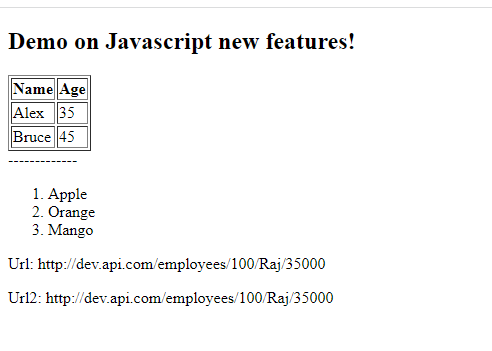 Demo on Javascript new features!
Name Age
Alex 35
Bruce 45
-------------
1. Apple
2. Orange
3. Mango
Url: http://dev.api.com/employees/100/Raj/35000
Url2: http://dev.api.com/employees/100/Raj/35000